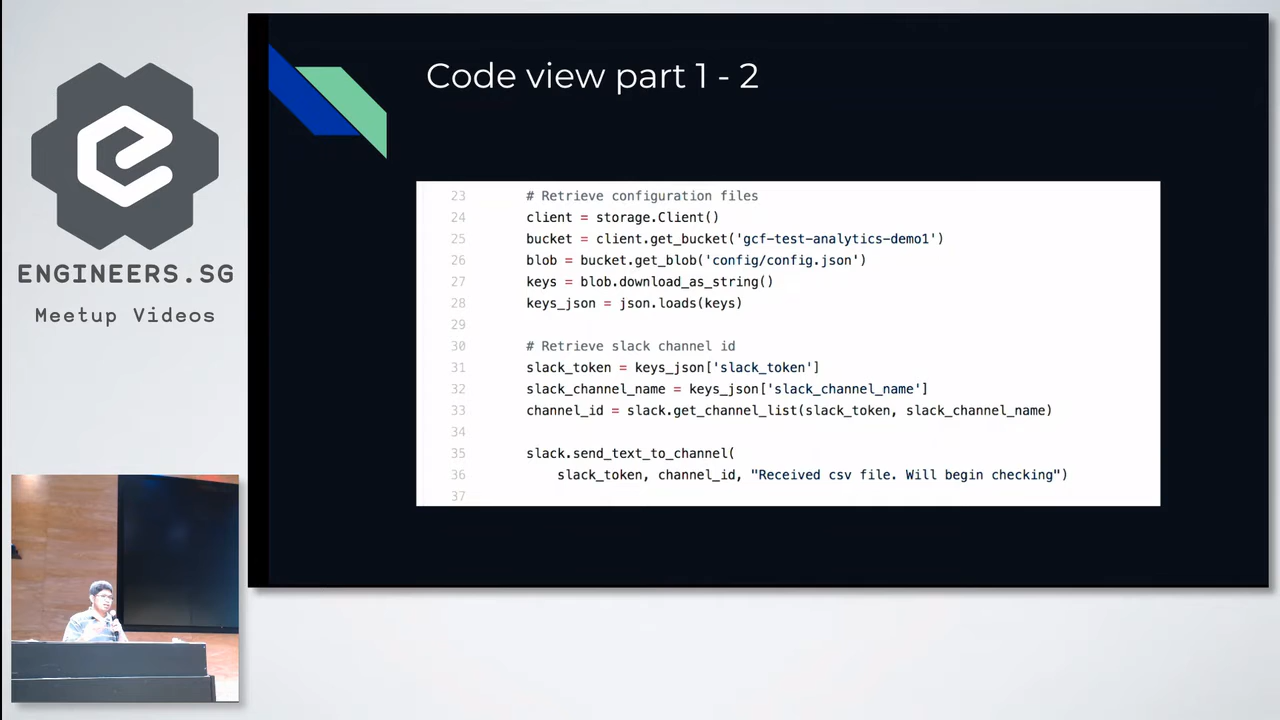 ENGINEERS.SG
Meetup Videos
Code view part 1 - 2
23 # Retrieve configuration files
24 client = storage.Client()
25 bucket = client.get_bucket('gcf-test-analytics-demo1')
26 blob = bucket.get_blob('config/config.json')
27 keys = blob.download_as_string()
28 keys_json = json.loads(keys)
29
30 # Retrieve slack channel id
31 slack_token = keys_json['slack_token']
32 slack_channel_name = keys_json['slack_channel_name']
33 channel_id = slack.get_channel_list(slack_token, slack_channel_name)
34
35 slack.send_text_to_channel(
36 slack_token, channel_id, "Received csv file. Will begin checking")
37